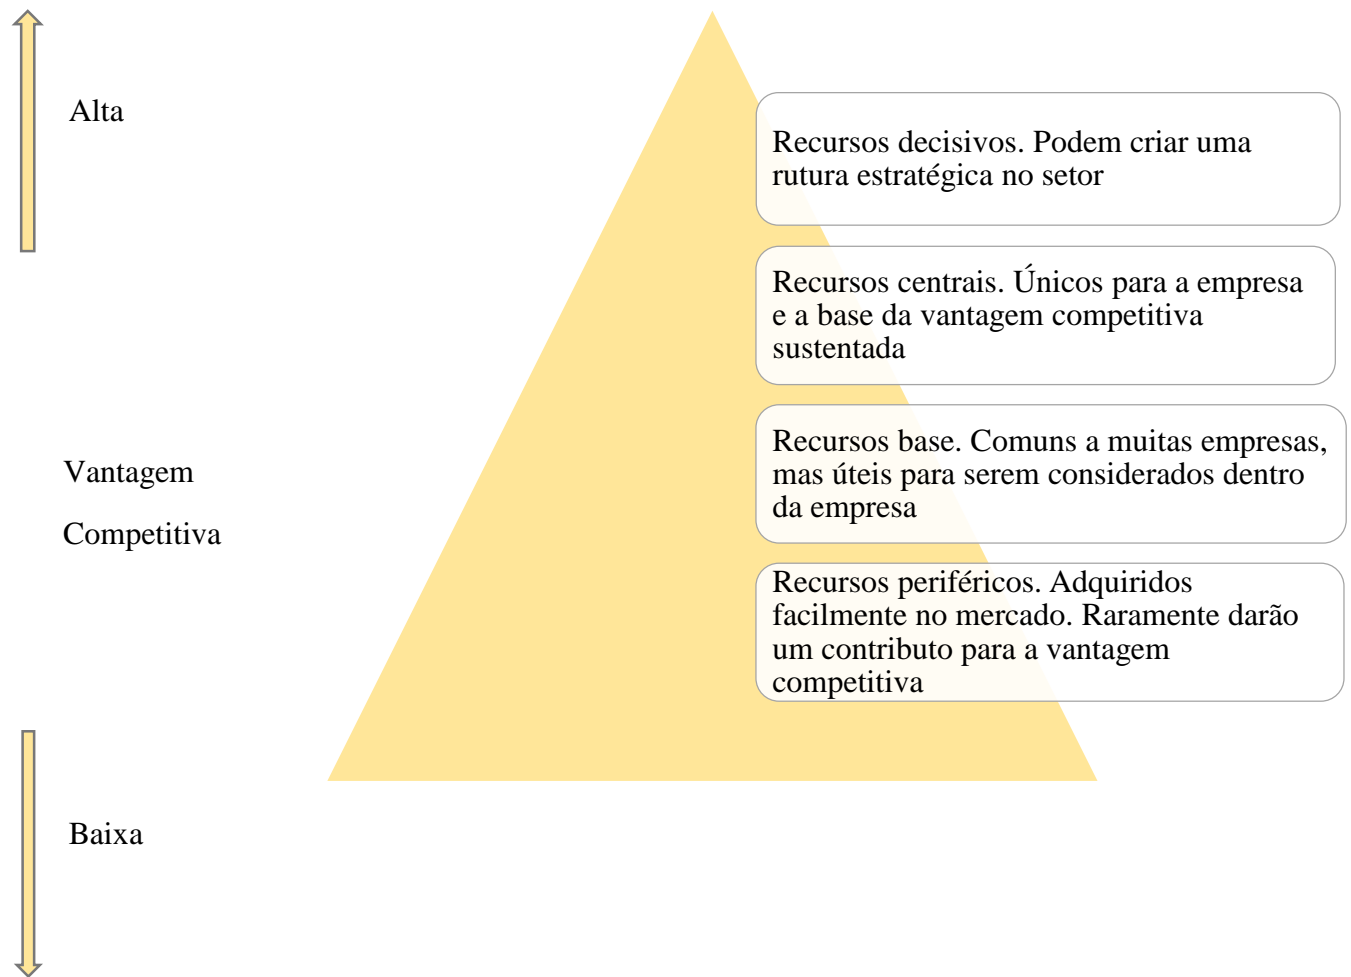 Alta
Recursos decisivos. Podem criar uma
rutura estratégica no setor
Recursos centrais. Únicos para a empresa
e a base da vantagem competitiva
sustentada
Vantagem
Competitiva
Recursos base. Comuns a muitas empresas,
mas úteis para serem considerados dentro
da empresa
Recursos periféricos. Adquiridos
facilmente no mercado. Raramente darão
um contributo para a vantagem
competitiva
Baixa